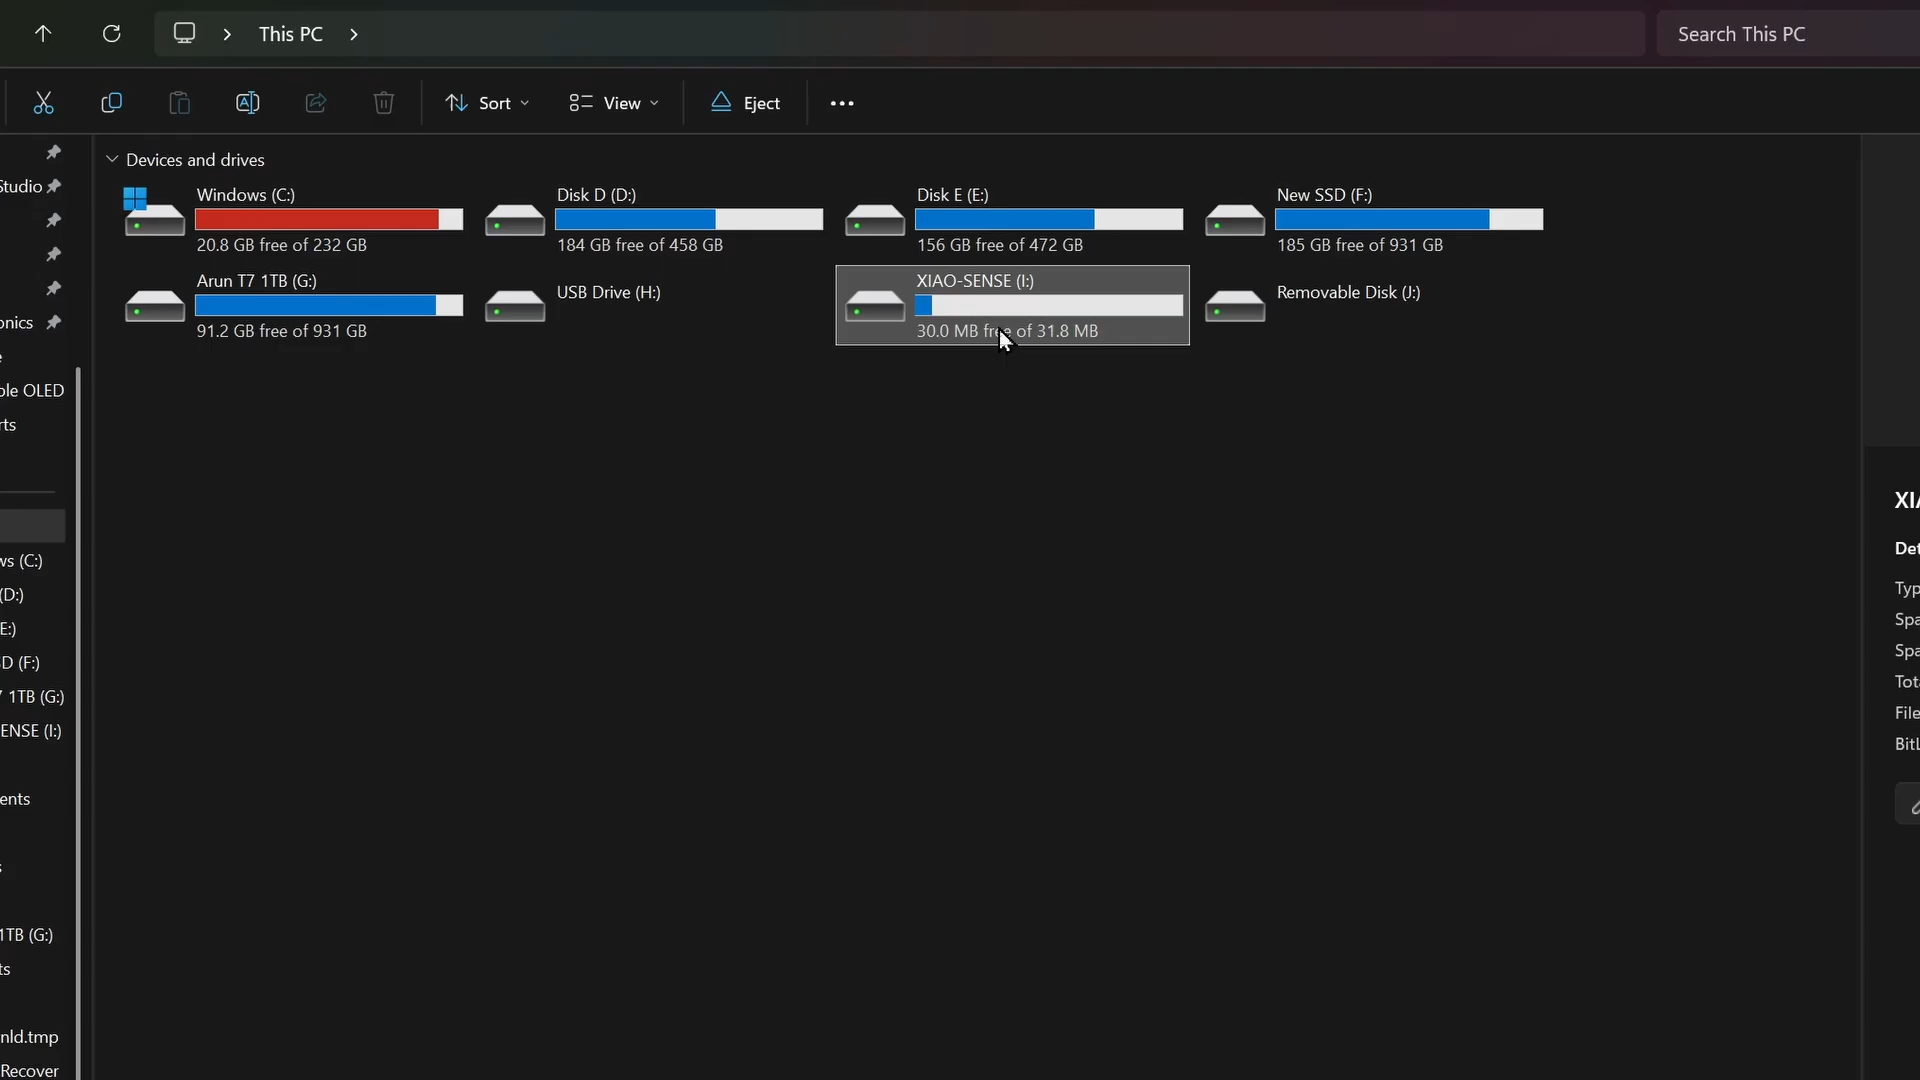 This PC
Search This PC
Sort
View
Eject
Studio
onics
ple OLED
rts
ws (C:)
(D:)
E:)
D (F:)
1TB (G:)
ENSE (I:)
ents
1TB (G:)
ts
nld.tmp
Recover
Devices and drives
Windows (C:)
20.8 GB free of 232 GB
Disk D (D:)
184 GB free of 458 GB
Disk E (E:)
156 GB free of 472 GB
New SSD (F:)
185 GB free of 931 GB
Arun T7 1TB (G:)
91.2 GB free of 931 GB
USB Drive (H:)
XIAO-SENSE (I:)
30.0 MB free of 31.8 MB
Removable Disk (J:)
XIA
Det
Typ
Spa
Spa
Tota
File
BitL